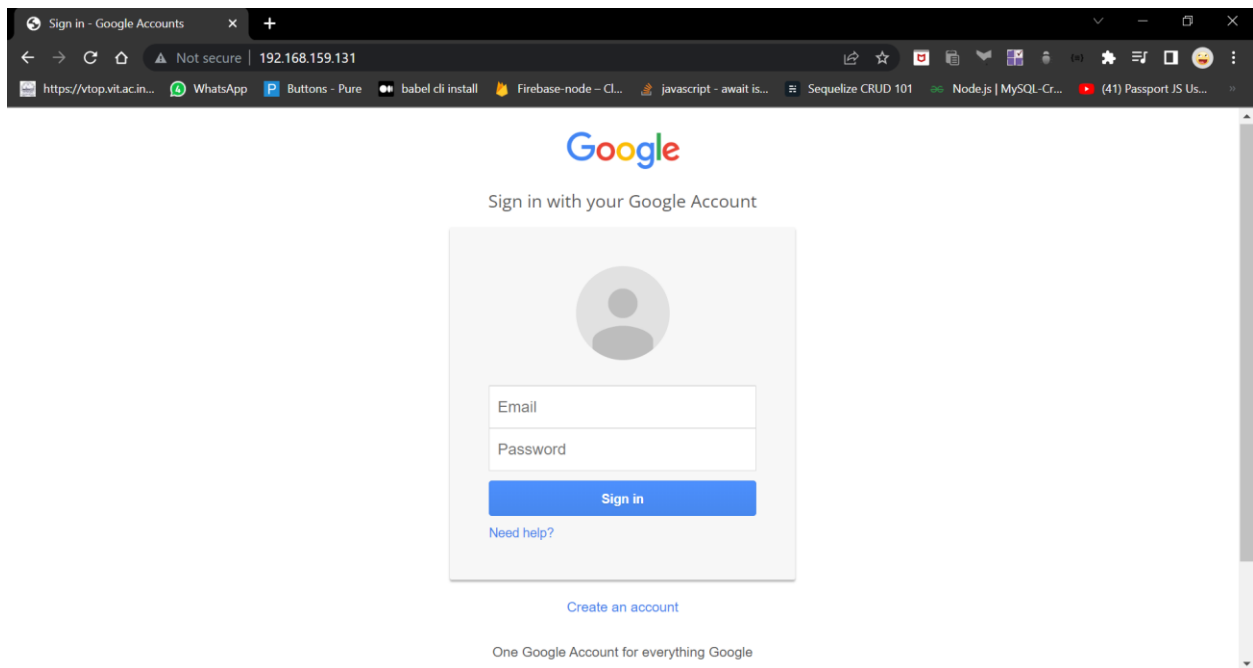 Sign in - Google Accounts
Not secure | 192.168.159.131
https://vtop.vit.ac.in... WhatsApp Buttons - Pure babel cli install Firebase-node – Cl... javascript - await is... Sequelize CRUD 101 Node.js | MySQL-Cr... (41) Passport JS Us...
Google
Sign in with your Google Account
Email
Password
Sign in
Need help?
Create an account
One Google Account for everything Google